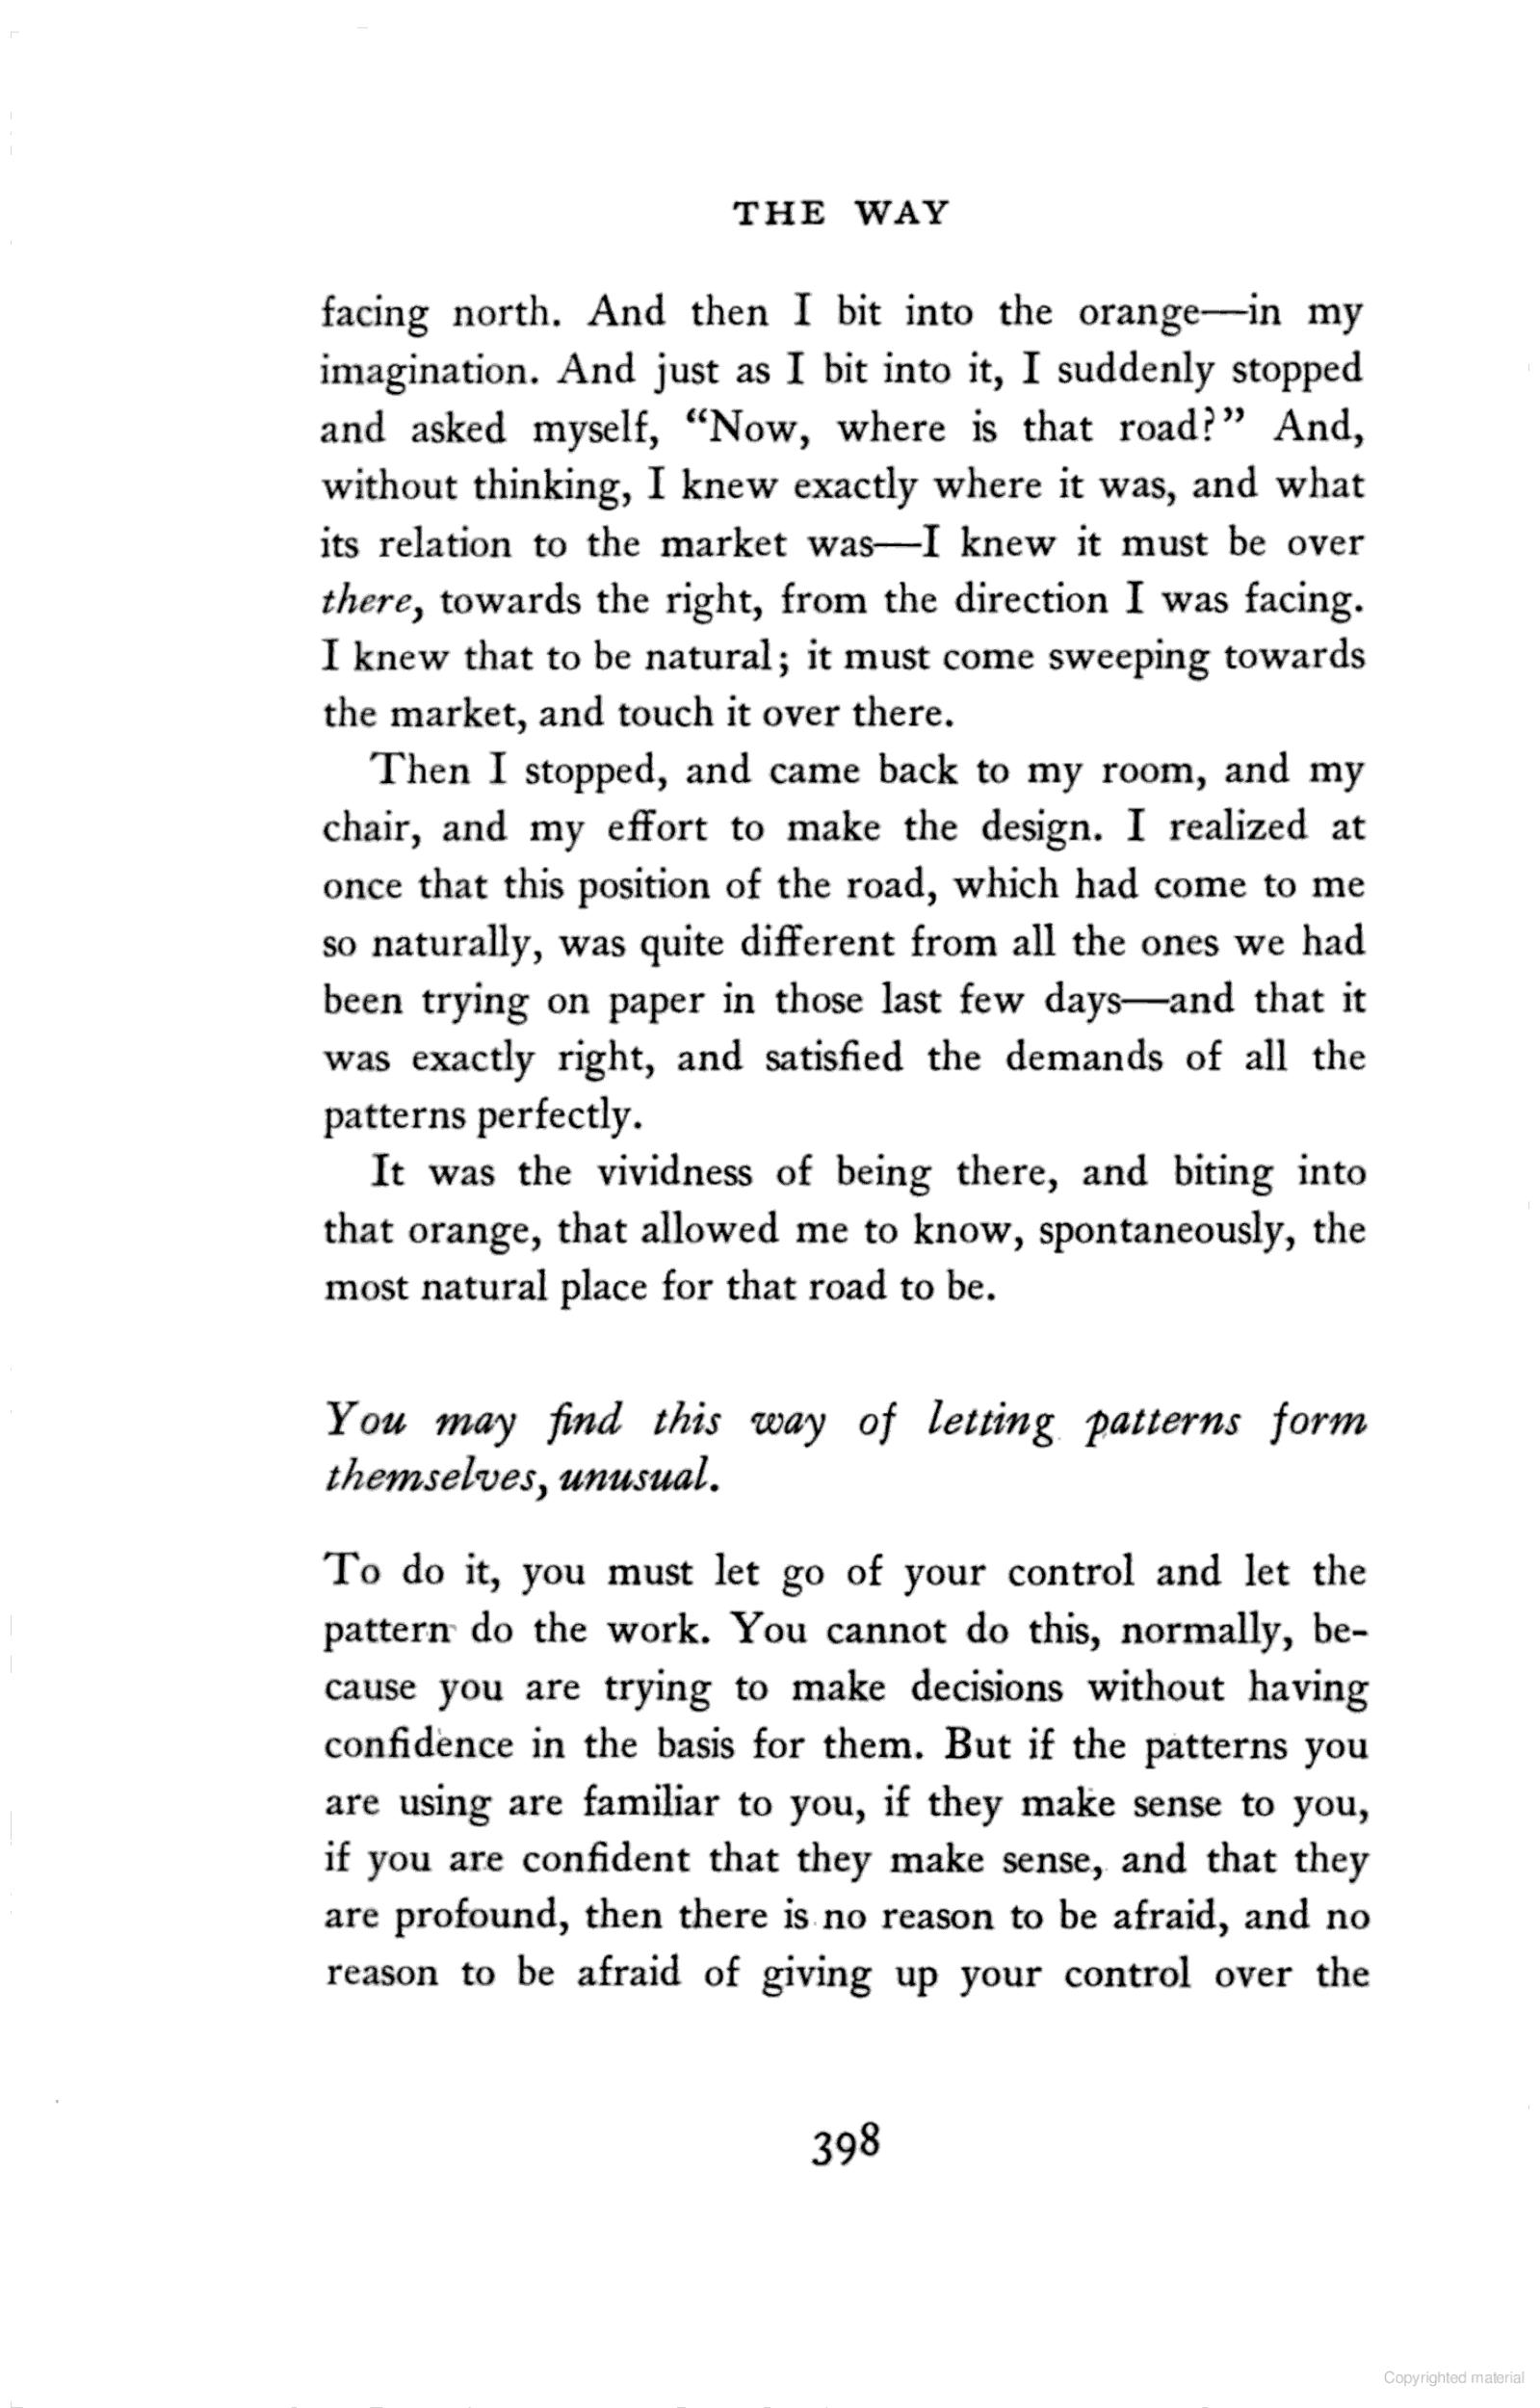 THE WAY
facing north. And then I bit into the orange—in my
imagination. And just as I bit into it, I suddenly stopped
and asked myself, “Now, where is that road?” And,
without thinking, I knew exactly where it was, and what
its relation to the market was—I knew it must be over
there, towards the right, from the direction I was facing.
I knew that to be natural; it must come sweeping towards
the market, and touch it over there.
Then I stopped, and came back to my room, and my
chair, and my effort to make the design. I realized at
once that this position of the road, which had come to me
so naturally, was quite different from all the ones we had
been trying on paper in those last few days—and that it
was exactly right, and satisfied the demands of all the
patterns perfectly.
It was the vividness of being there, and biting into
that orange, that allowed me to know, spontaneously, the
most natural place for that road to be.
You may find this way of letting patterns form
themselves, unusual.
To do it, you must let go of your control and let the
pattern do the work. You cannot do this, normally, be-
cause you are trying to make decisions without having
confidence in the basis for them. But if the patterns you
are using are familiar to you, if they make sense to you,
if you are confident that they make sense, and that they
are profound, then there is no reason to be afraid, and no
reason to be afraid of giving up your control over the
398
Copyrighted material